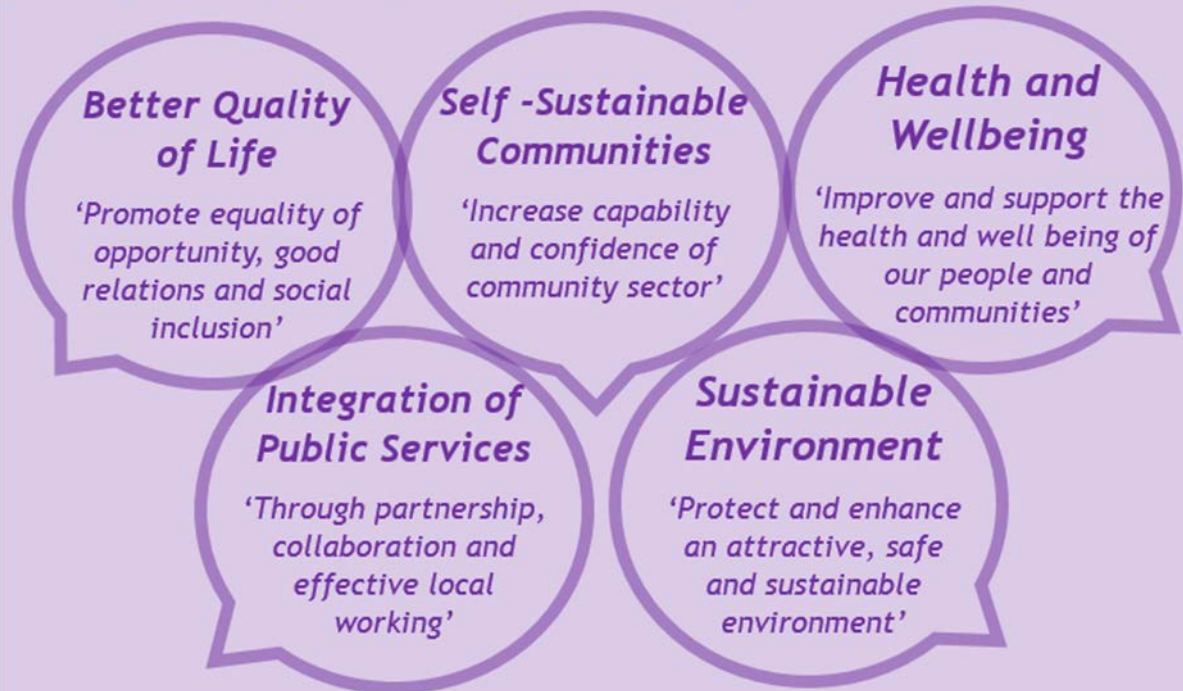 Better Quality
of Life
‘Promote equality of
opportunity, good
relations and social
inclusion’
Self -Sustainable
Communities
‘Increase capability
and confidence of
community sector’
Health and
Wellbeing
‘Improve and support the
health and well being of
our people and
communities’
Integration of
Public Services
‘Through partnership,
collaboration and
effective local
working’
Sustainable
Environment
‘Protect and enhance
an attractive, safe
and sustainable
environment’